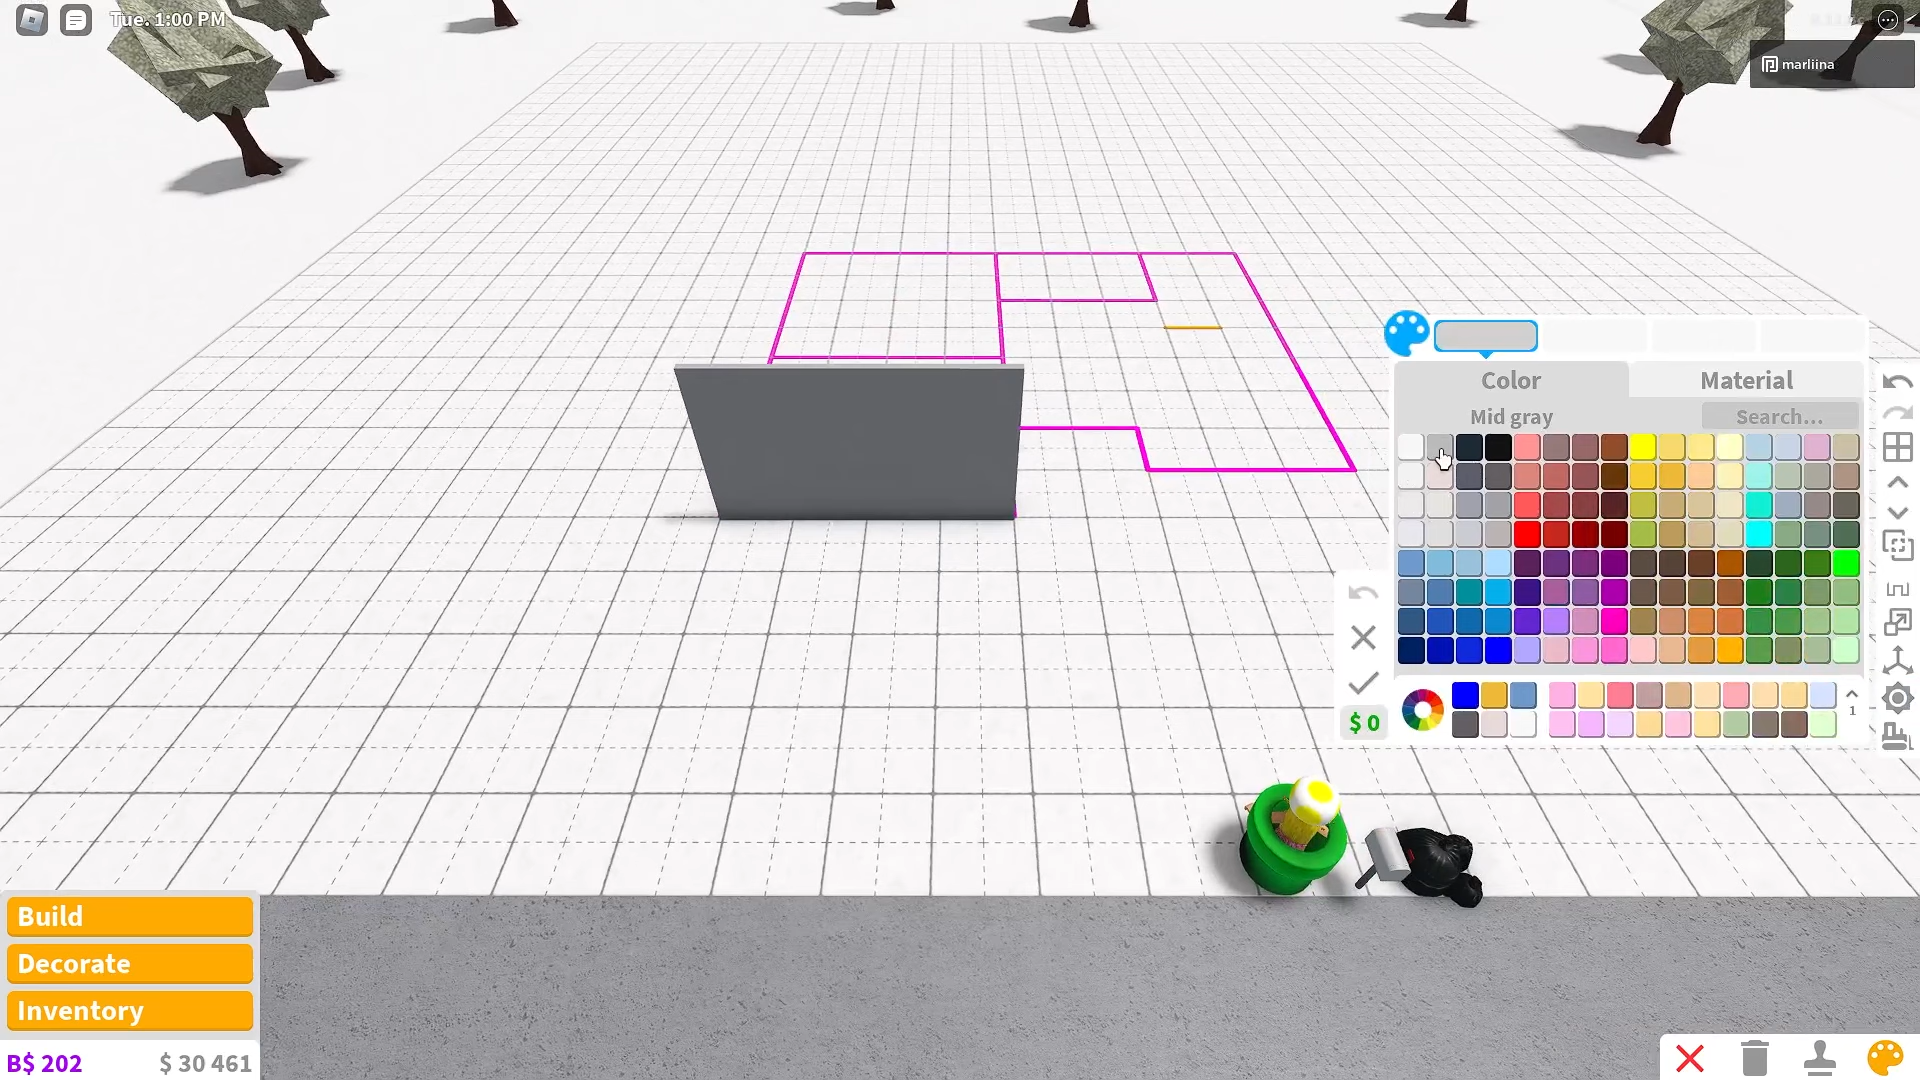 Tue. 1:00 PM
marliina
Color
Material
Mid gray
Search...
$ 0
1
Build
Decorate
Inventory
B$ 202
$ 30 461